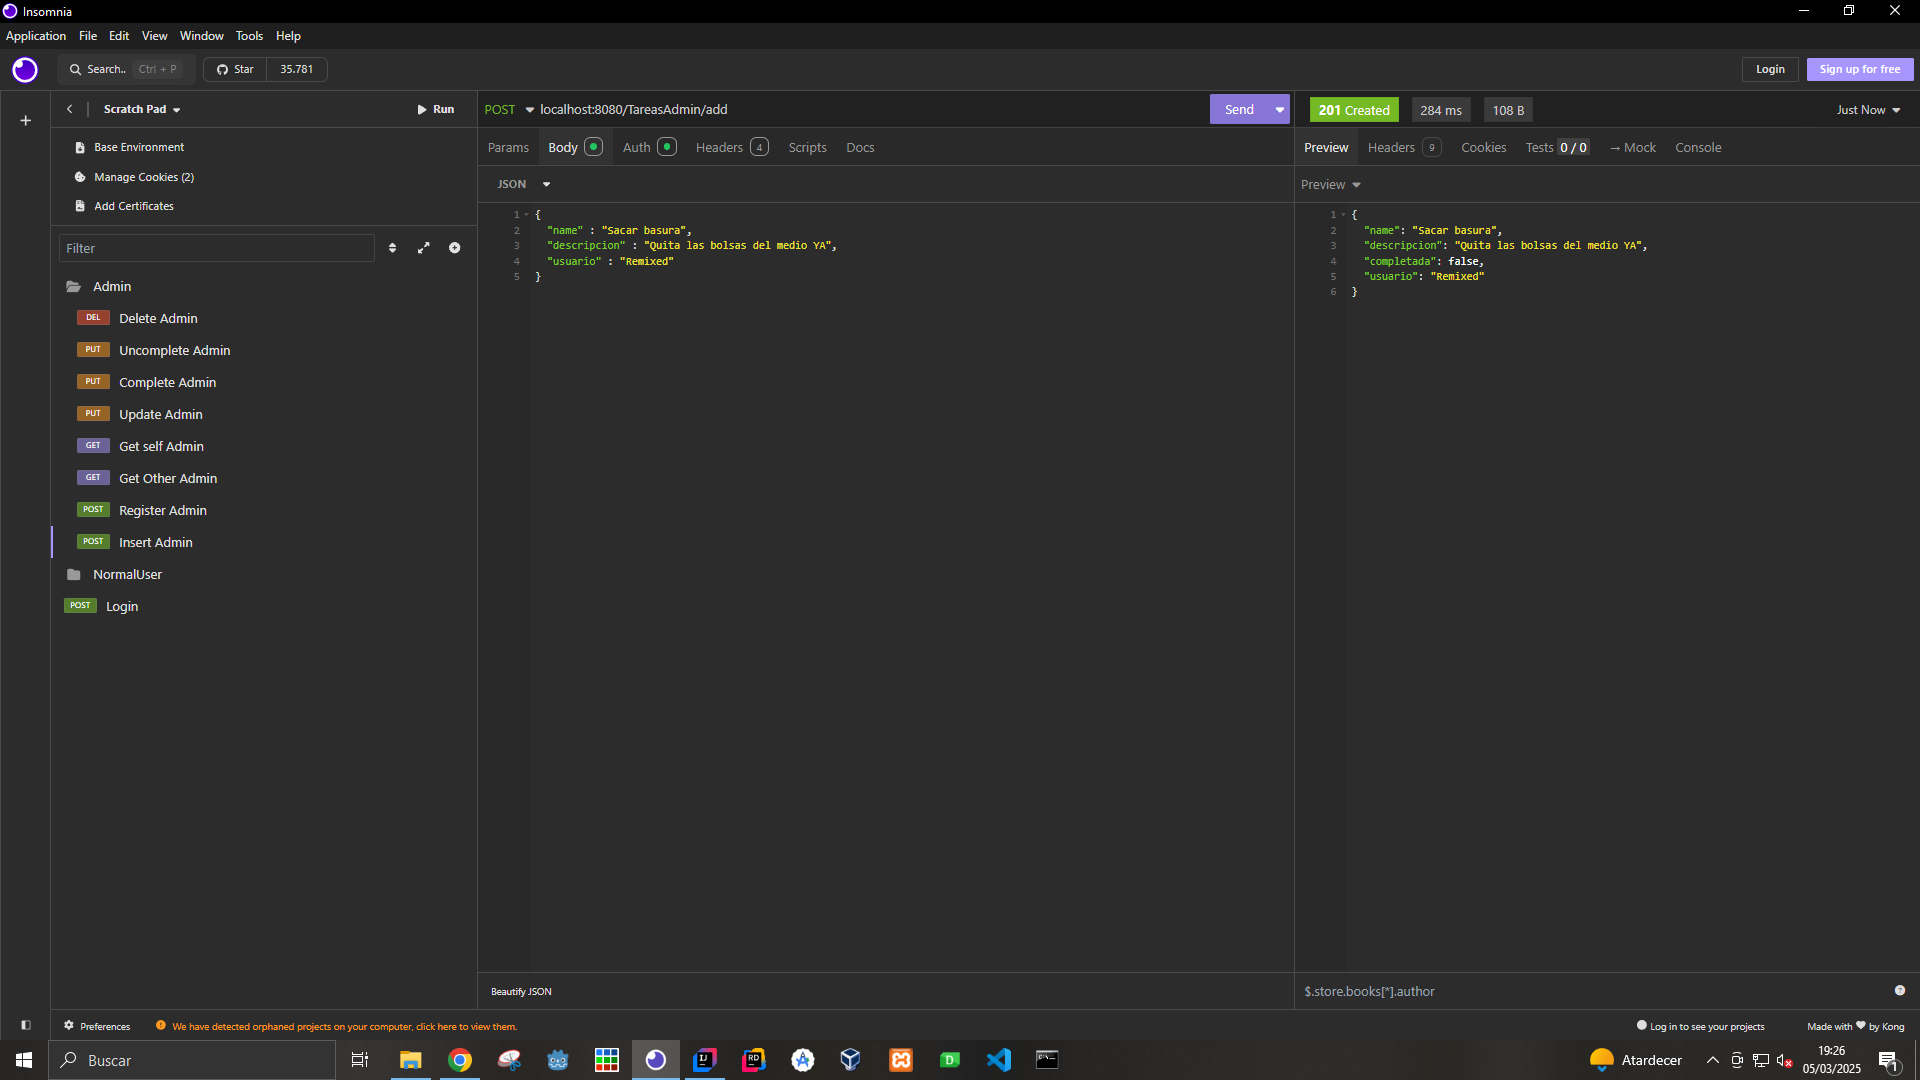 Insomnia
Application File Edit View Window Tools Help
Search.. Ctrl + P Star 35.781 Login Sign up for free
Scratch Pad Run
POST localhost:8080/TareasAdmin/add Send
201 Created 284 ms 108 B Just Now
Base Environment
Manage Cookies (2)
Add Certificates
Filter
Admin
DEL Delete Admin
PUT Uncomplete Admin
PUT Complete Admin
PUT Update Admin
GET Get self Admin
GET Get Other Admin
POST Register Admin
POST Insert Admin
NormalUser
POST Login
Params Body Auth Headers 4 Scripts Docs
JSON
1 {
2 "name" : "Sacar basura",
3 "descripcion" : "Quita las bolsas del medio YA",
4 "usuario" : "Remixed"
5 }
Beautify JSON
Preview Headers 9 Cookies Tests 0 / 0 → Mock Console
Preview
1 {
2 "name": "Sacar basura",
3 "descripcion": "Quita las bolsas del medio YA",
4 "completada": false,
5 "usuario": "Remixed"
6 }
$.store.books[*].author
Preferences We have detected orphaned projects on your computer, click here to view them. Log in to see your projects Made with ♥ by Kong
Buscar
IJ
RD
D
Atardecer
19:26
05/03/2025
1